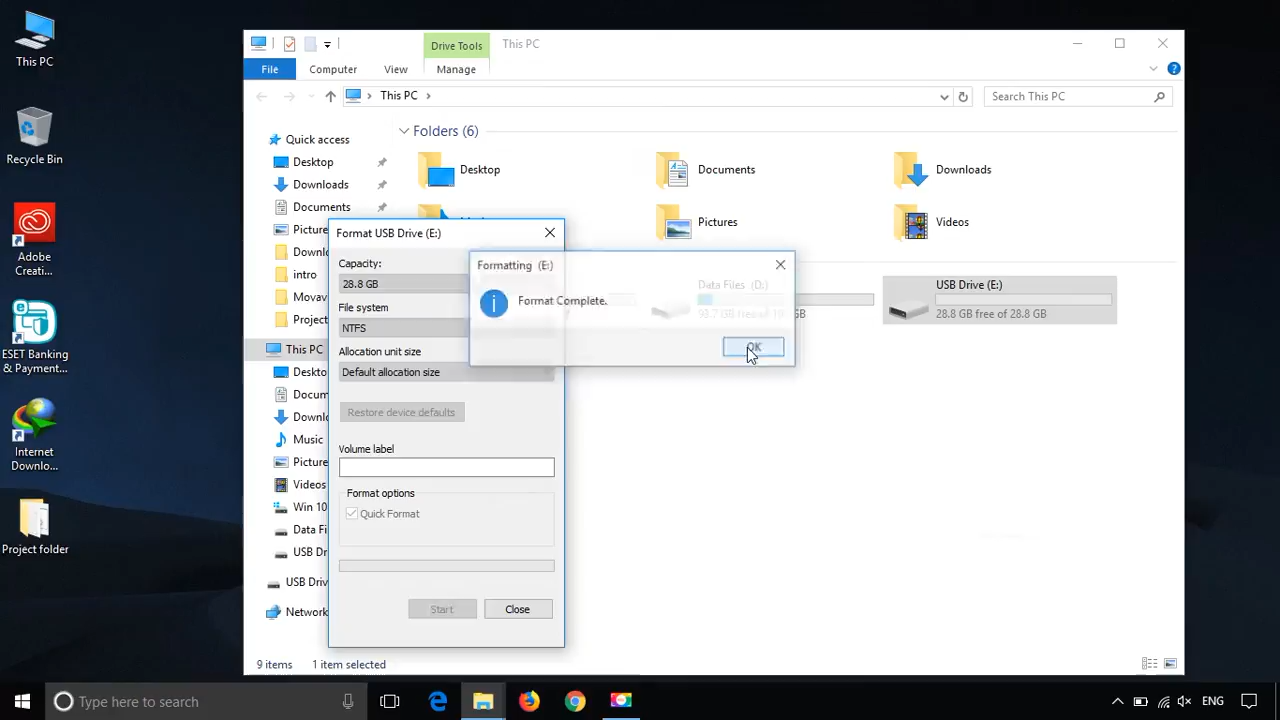 This PC
Recycle Bin
Adobe
Creati...
ESET Banking
& Payment...
Internet
Downlo...
Project folder
Drive Tools
This PC
File
Computer
View
Manage
This PC
Search This PC
Quick access
Desktop
Downloads
Documents
Picture
Downl
intro
Movav
Project
This PC
Deskto
Docum
Downlo
Music
Picture
Videos
Win 10
Data Fi
USB Dr
USB Driv
Network
Folders (6)
Desktop
Documents
Downloads
Pictures
Videos
Data Files (D:)
USB Drive (E:)
28.8 GB free of 28.8 GB
Format USB Drive (E:)
Capacity:
28.8 GB
File system
NTFS
Allocation unit size
Default allocation size
Restore device defaults
Volume label
Format options
Quick Format
Start
Close
Formatting (E:)
Format Complete.
OK
9 items
1 item selected
Type here to search
ENG